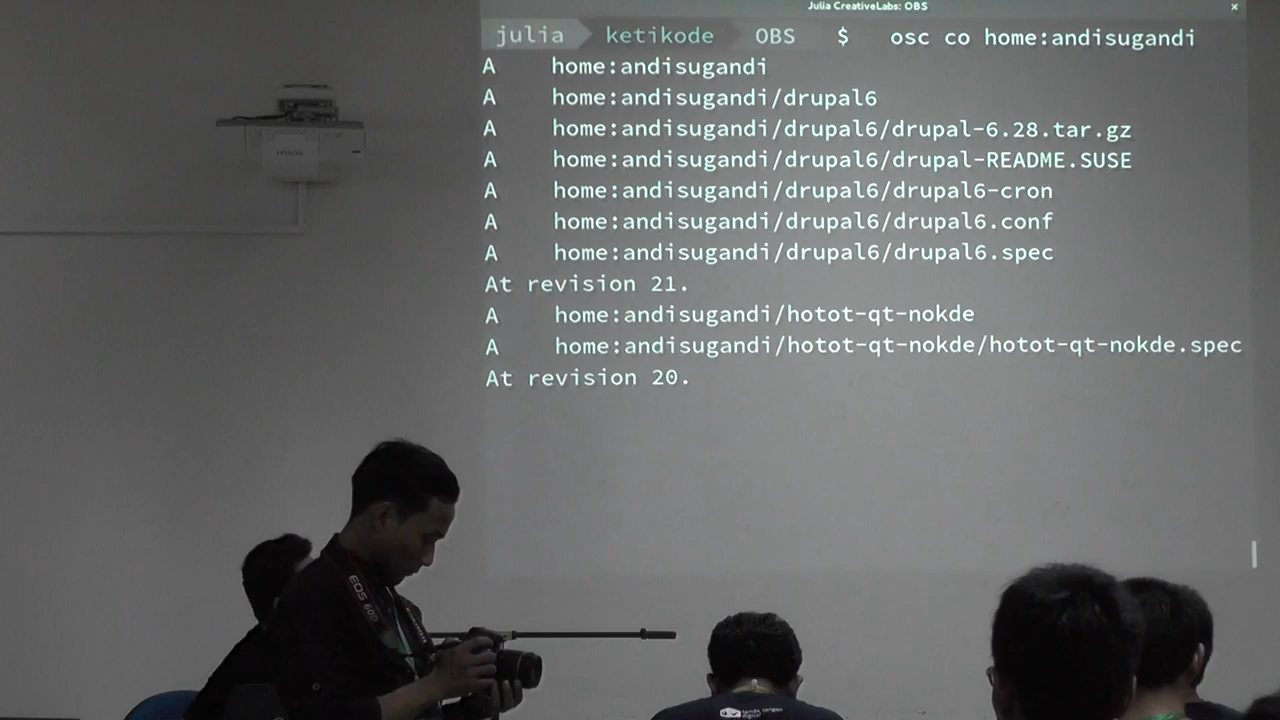 Julia CreativeLabs: OBS
julia ketikode OBS $ osc co home:andisugandi
A home:andisugandi
A home:andisugandi/drupal6
A home:andisugandi/drupal6/drupal-6.28.tar.gz
A home:andisugandi/drupal6/drupal-README.SUSE
A home:andisugandi/drupal6/drupal6-cron
A home:andisugandi/drupal6/drupal6.conf
A home:andisugandi/drupal6/drupal6.spec
At revision 21.
A home:andisugandi/hotot-qt-nokde
A home:andisugandi/hotot-qt-nokde/hotot-qt-nokde.spec
At revision 20.
EOS 60D
tanda tangan
digital